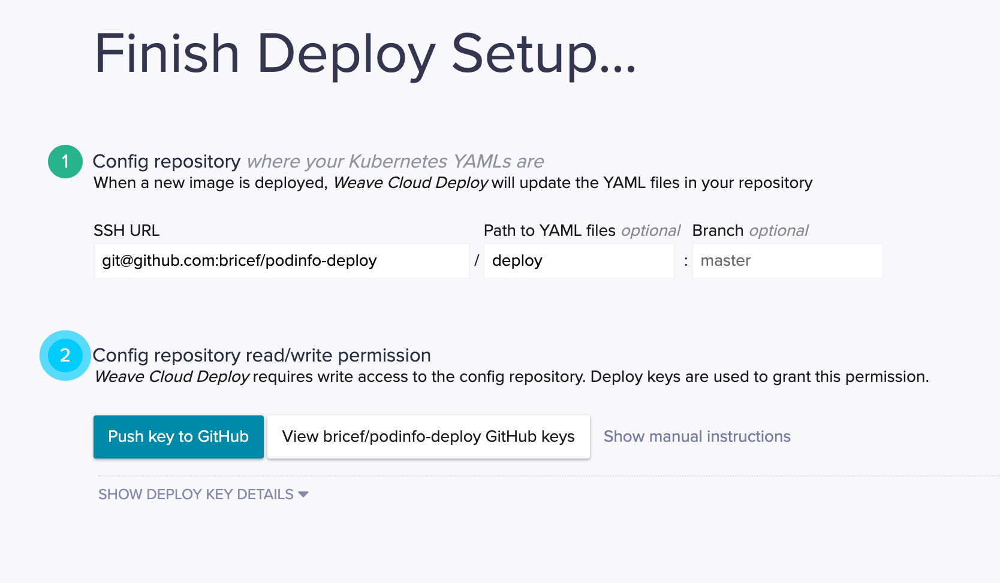 Finish Deploy Setup...
1
Config repository where your Kubernetes YAMLs are
When a new image is deployed, Weave Cloud Deploy will update the YAML files in your repository
SSH URL
Path to YAML files optional
Branch optional
git@github.com:bricef/podinfo-deploy / deploy : master
2
Config repository read/write permission
Weave Cloud Deploy requires write access to the config repository. Deploy keys are used to grant this permission.
Push key to GitHub
View bricef/podinfo-deploy GitHub keys
Show manual instructions
SHOW DEPLOY KEY DETAILS